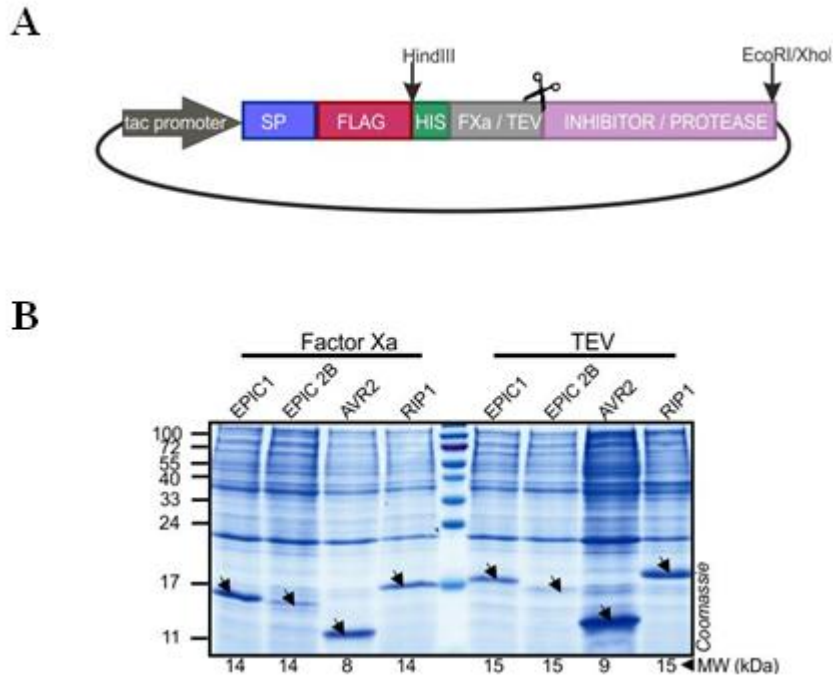 A
HindIII
EcoRI/XhoI
tac promoter
SP
FLAG
HIS
FXa / TEV
INHIBITOR / PROTEASE
B
Factor Xa
TEV
EPIC1
EPIC 2B
AVR2
RIP1
EPIC1
EPIC 2B
AVR2
RIP1
100
72
55
40
33
24
17
11
Coomassie
14 14 8 14 15 15 9 15 MW (kDa)